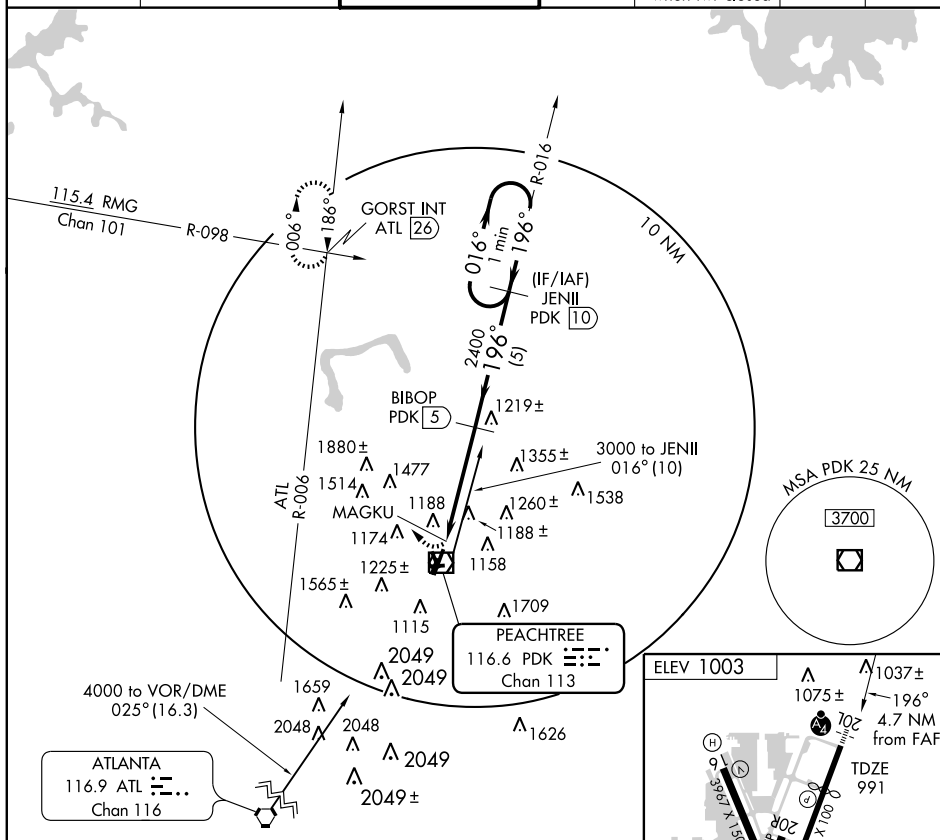 115.4 RMG
Chan 101
R-098
006°
186°
GORST INT
ATL 26
R-016
016°
1 min
196°
10 NM
(IF/IAF)
JENII
PDK 10
2400
196°
(5)
BIBOP
PDK 5
1219±
1880±
1514
1477
1355±
3000 to JENII
016° (10)
1538
ATL
R-006
MAGKU
1188
1260±
1188±
1174
1158
1225±
1565±
1115
1709
MSA PDK 25 NM
3700
PEACHTREE
116.6 PDK
Chan 113
2049
2049
4000 to VOR/DME
025° (16.3)
1659
2048
2048
2049
2049±
1626
ATLANTA
116.9 ATL
Chan 116
ELEV 1003
1075±
1037±
196°
4.7 NM
from FAF
A4
20L
TDZE
991
H
16
3967 X 150
20R
X 100
P